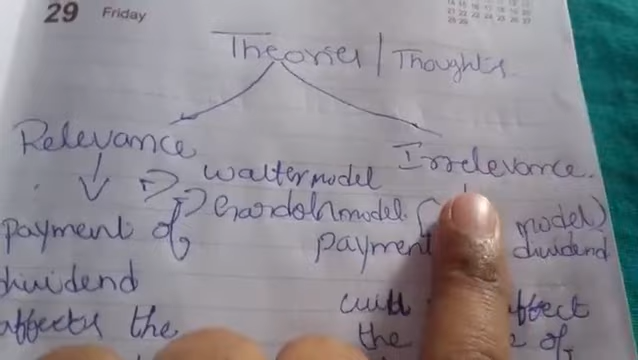 29 Friday
Theories | Thoughts
Relevance Irrelevance.
=> Walter model
=> Gordon model. ( model)
payment of payment dividend
dividend
will affect
affects the the of